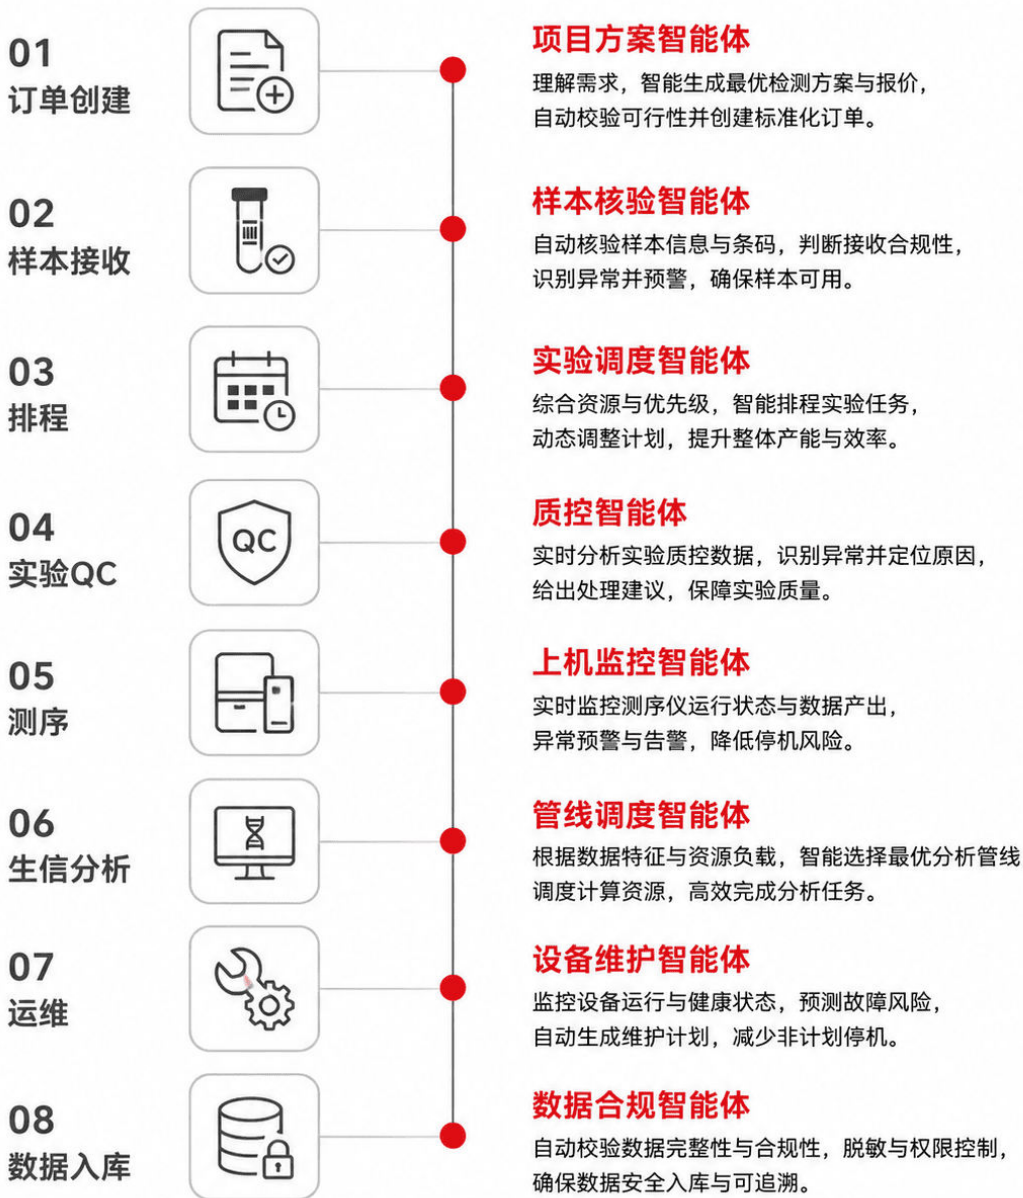 01
订单创建
项目方案智能体
理解需求，智能生成最优检测方案与报价，
自动校验可行性并创建标准化订单。
02
样本接收
样本核验智能体
自动核验样本信息与条码，判断接收合规性，
识别异常并预警，确保样本可用。
03
排程
实验调度智能体
综合资源与优先级，智能排程实验任务，
动态调整计划，提升整体产能与效率。
04
实验QC
QC
质控智能体
实时分析实验质控数据，识别异常并定位原因，
给出处理建议，保障实验质量。
05
测序
上机监控智能体
实时监控测序仪运行状态与数据产出，
异常预警与告警，降低停机风险。
06
生信分析
管线调度智能体
根据数据特征与资源负载，智能选择最优分析管线
调度计算资源，高效完成分析任务。
07
运维
设备维护智能体
监控设备运行与健康状态，预测故障风险，
自动生成维护计划，减少非计划停机。
08
数据入库
数据合规智能体
自动校验数据完整性与合规性，脱敏与权限控制，
确保数据安全入库与可追溯。